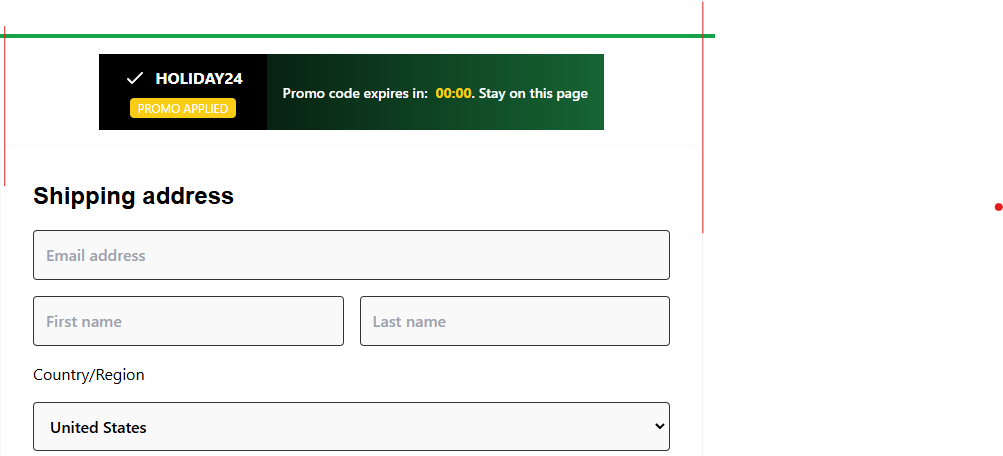 HOLIDAY24
PROMO APPLIED
Promo code expires in: 00:00. Stay on this page
Shipping address
Email address
First name
Last name
Country/Region
United States